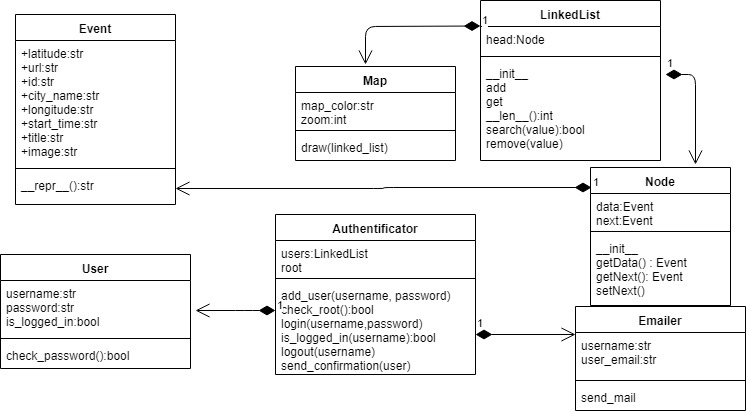 Event
+latitude:str
+url:str
+id:str
+city_name:str
+longitude:str
+start_time:str
+title:str
+image:str
__repr__():str
Map
map_color:str
zoom:int
draw(linked_list)
1
LinkedList
head:Node
__init__
add
get
__len__():int
search(value):bool
remove(value)
1
1
Node
data:Event
next:Event
__init__
getData() : Event
getNext(): Event
setNext()
User
username:str
password:str
is_logged_in:bool
check_password():bool
1
Authentificator
users:LinkedList
root
add_user(username, password)
check_root():bool
login(username,password)
is_logged_in(username):bool
logout(username)
send_confirmation(user)
1
Emailer
username:str
user_email:str
send_mail